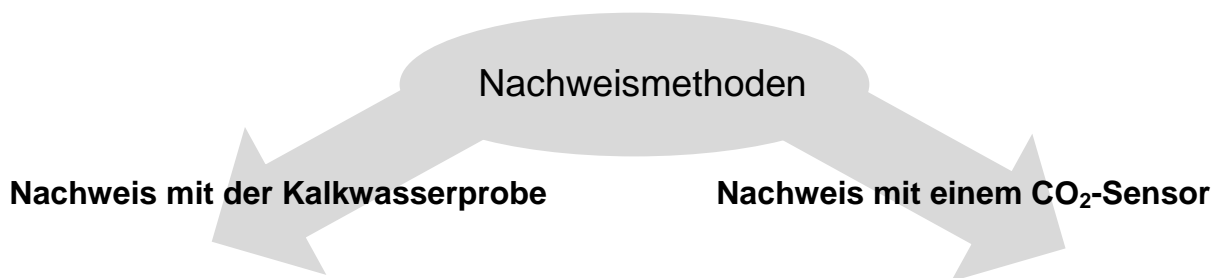 Nachweismethoden
Nachweis mit der Kalkwasserprobe
Nachweis mit einem CO₂-Sensor